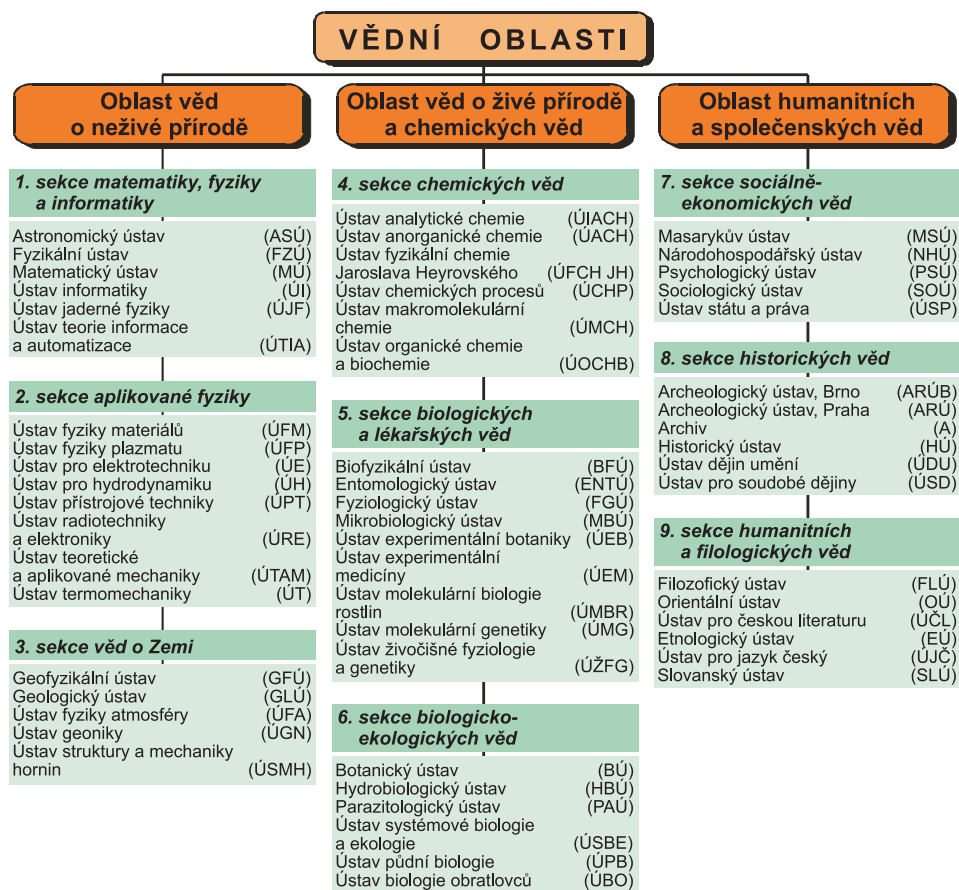 VĚDNÍ OBLASTI
Oblast věd
o neživé přírodě
1. sekce matematiky, fyziky
a informatiky
Astronomický ústav (ASÚ)
Fyzikální ústav (FZÚ)
Matematický ústav (MÚ)
Ústav informatiky (ÚI)
Ústav jaderné fyziky (ÚJF)
Ústav teorie informace
a automatizace (ÚTIA)
2. sekce aplikované fyziky
Ústav fyziky materiálů (ÚFM)
Ústav fyziky plazmatu (ÚFP)
Ústav pro elektrotechniku (ÚE)
Ústav pro hydrodynamiku (ÚH)
Ústav přístrojové techniky (ÚPT)
Ústav radiotechniky
a elektroniky (ÚRE)
Ústav teoretické
a aplikované mechaniky (ÚTAM)
Ústav termomechaniky (ÚT)
3. sekce věd o Zemi
Geofyzikální ústav (GFÚ)
Geologický ústav (GLÚ)
Ústav fyziky atmosféry (ÚFA)
Ústav geoniky (ÚGN)
Ústav struktury a mechaniky
hornin (ÚSMH)
Oblast věd o živé přírodě
a chemických věd
4. sekce chemických věd
Ústav analytické chemie (ÚIACH)
Ústav anorganické chemie (ÚACH)
Ústav fyzikální chemie
Jaroslava Heyrovského (ÚFCH JH)
Ústav chemických procesů (ÚCHP)
Ústav makromolekulární
chemie (ÚMCH)
Ústav organické chemie
a biochemie (ÚOCHB)
5. sekce biologických
a lékařských věd
Biofyzikální ústav (BFÚ)
Entomologický ústav (ENTÚ)
Fyziologický ústav (FGÚ)
Mikrobiologický ústav (MBÚ)
Ústav experimentální botaniky (ÚEB)
Ústav experimentální
medicíny (ÚEM)
Ústav molekulární biologie
rostlin (ÚMBR)
Ústav molekulární genetiky (ÚMG)
Ústav živočišné fyziologie
a genetiky (ÚŽFG)
6. sekce biologicko-
ekologických věd
Botanický ústav (BÚ)
Hydrobiologický ústav (HBÚ)
Parazitologický ústav (PAÚ)
Ústav systémové biologie
a ekologie (ÚSBE)
Ústav půdní biologie (ÚPB)
Ústav biologie obratlovců (ÚBO)
Oblast humanitních
a společenských věd
7. sekce sociálně-
ekonomických věd
Masarykův ústav (MSÚ)
Národohospodářský ústav (NHÚ)
Psychologický ústav (PSÚ)
Sociologický ústav (SOÚ)
Ústav státu a práva (ÚSP)
8. sekce historických věd
Archeologický ústav, Brno (ARÚB)
Archeologický ústav, Praha (ARÚ)
Archiv (A)
Historický ústav (HÚ)
Ústav dějin umění (ÚDU)
Ústav pro soudobé dějiny (ÚSD)
9. sekce humanitních
a filologických věd
Filozofický ústav (FLÚ)
Orientální ústav (OÚ)
Ústav pro českou literaturu (ÚČL)
Etnologický ústav (EÚ)
Ústav pro jazyk český (ÚJČ)
Slovanský ústav (SLÚ)